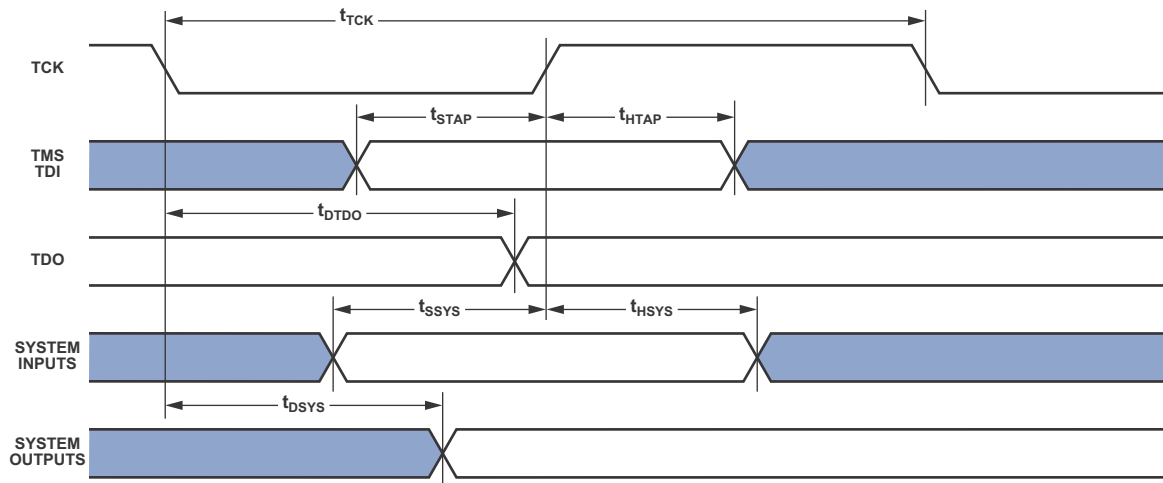 tTCK
TCK
tSTAP
tHTAP
TMS
TDI
tDTDO
TDO
tSSYS
tHSYS
SYSTEM
INPUTS
tDSYS
SYSTEM
OUTPUTS